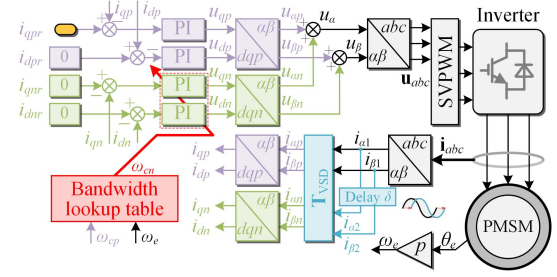 i_qp i_dp u_qp u_αp u_α Inverter
i_qpr PI αβ abc
i_dpr 0 PI u_dp dqp u_βp u_β αβ u_abc SVPWM
i_qnr 0 PI u_qn αβ u_αn
i_dnr 0 PI u_dn dqn u_βn
i_qn i_dn
i_qp αβ i_αp T_VSD i_α1 abc i_abc
i_dp dqp i_βp i_β1 αβ
ω_cn
Bandwidth
lookup table
i_qn αβ i_αn Delay δ
i_dn dqn i_βn i_α2
i_β2
ω_cp ω_e
ω_e p θ_e PMSM